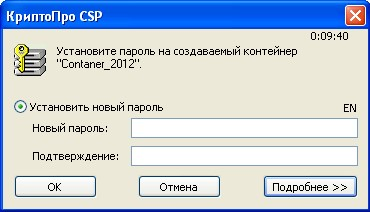 КриптоПро CSP
0:09:40
Установите пароль на создаваемый контейнер
"Contaner_2012".
Установить новый пароль
EN
Новый пароль:
Подтверждение:
OK
Отмена
Подробнее >>